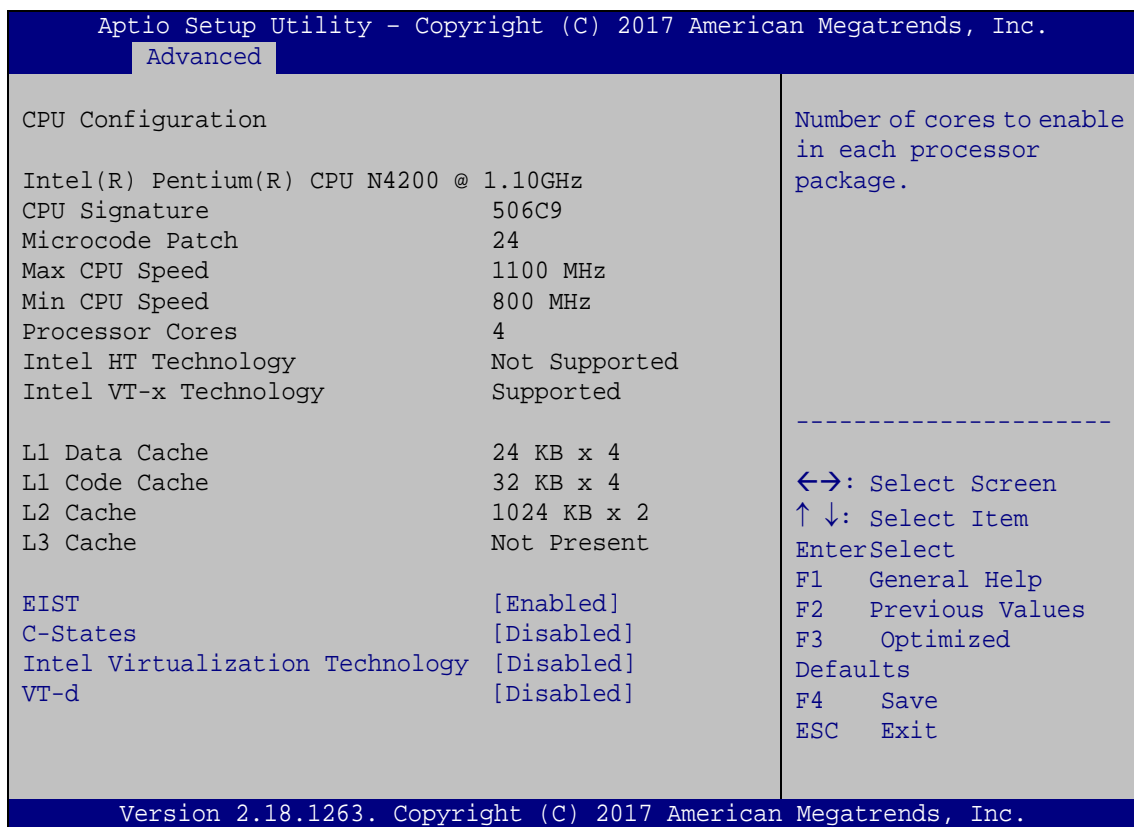 Aptio Setup Utility – Copyright (C) 2017 American Megatrends, Inc.
Advanced
CPU Configuration
Intel(R) Pentium(R) CPU N4200 @ 1.10GHz
CPU Signature 506C9
Microcode Patch 24
Max CPU Speed 1100 MHz
Min CPU Speed 800 MHz
Processor Cores 4
Intel HT Technology Not Supported
Intel VT-x Technology Supported
L1 Data Cache 24 KB x 4
L1 Code Cache 32 KB x 4
L2 Cache 1024 KB x 2
L3 Cache Not Present
EIST [Enabled]
C-States [Disabled]
Intel Virtualization Technology [Disabled]
VT-d [Disabled]
Number of cores to enable
in each processor
package.
----------------------
←→: Select Screen
↑ ↓: Select Item
EnterSelect
F1 General Help
F2 Previous Values
F3 Optimized
Defaults
F4 Save
ESC Exit
Version 2.18.1263. Copyright (C) 2017 American Megatrends, Inc.